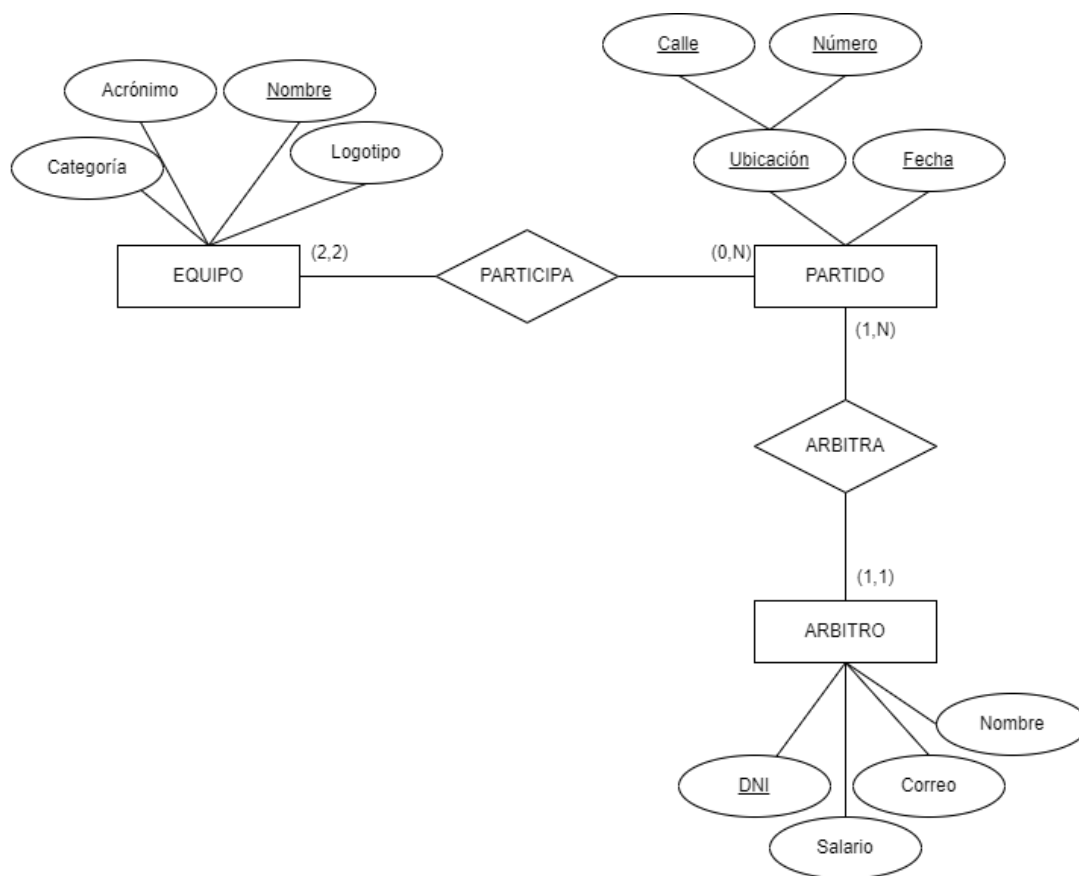 Calle
Número
Acrónimo
Nombre
Categoría
Logotipo
Ubicación
Fecha
(2,2)
(0,N)
EQUIPO
PARTICIPA
PARTIDO
(1,N)
ARBITRA
(1,1)
ARBITRO
Nombre
DNI
Correo
Salario